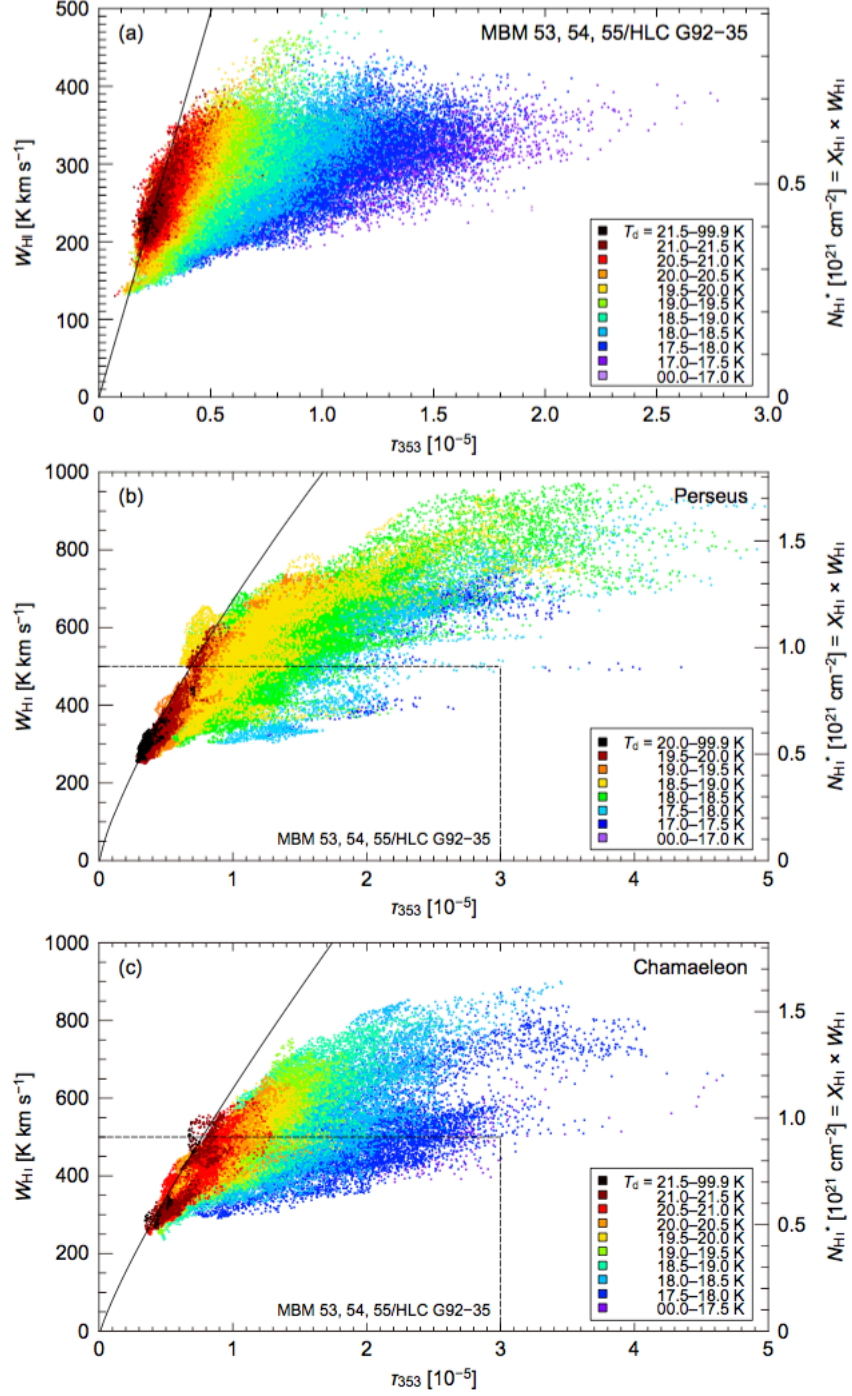 (a)
MBM 53, 54, 55/HLC G92−35
500
400
300
200
100
0
W_HI [K km s⁻¹]
0.5
0
N_HI* [10²¹ cm⁻²] = X_HI × W_HI
T_d = 21.5–99.9 K
21.0–21.5 K
20.5–21.0 K
20.0–20.5 K
19.5–20.0 K
19.0–19.5 K
18.5–19.0 K
18.0–18.5 K
17.5–18.0 K
17.0–17.5 K
00.0–17.0 K
0 0.5 1.0 1.5 2.0 2.5 3.0
τ₃₅₃ [10⁻⁵]
(b)
Perseus
1000
800
600
400
200
0
W_HI [K km s⁻¹]
1.5
1.0
0.5
0
N_HI* [10²¹ cm⁻²] = X_HI × W_HI
T_d = 20.0–99.9 K
19.5–20.0 K
19.0–19.5 K
18.5–19.0 K
18.0–18.5 K
17.5–18.0 K
17.0–17.5 K
00.0–17.0 K
MBM 53, 54, 55/HLC G92−35
0 1 2 3 4 5
τ₃₅₃ [10⁻⁵]
(c)
Chamaeleon
1000
800
600
400
200
0
W_HI [K km s⁻¹]
1.5
1.0
0.5
0
N_HI* [10²¹ cm⁻²] = X_HI × W_HI
T_d = 21.5–99.9 K
21.0–21.5 K
20.5–21.0 K
20.0–20.5 K
19.5–20.0 K
19.0–19.5 K
18.5–19.0 K
18.0–18.5 K
17.5–18.0 K
00.0–17.5 K
MBM 53, 54, 55/HLC G92−35
0 1 2 3 4 5
τ₃₅₃ [10⁻⁵]